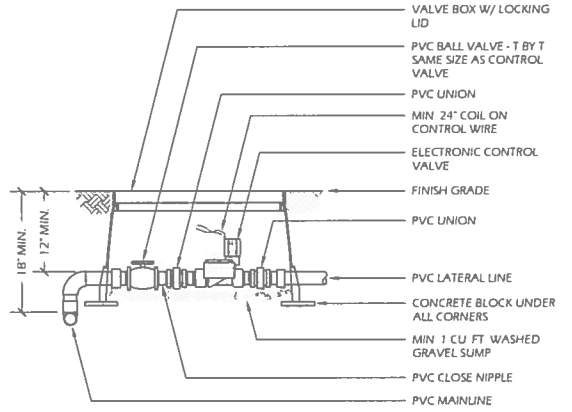 VALVE BOX W/ LOCKING
LID
PVC BALL VALVE - T BY T
SAME SIZE AS CONTROL
VALVE
PVC UNION
MIN 24" COIL ON
CONTROL WIRE
ELECTRONIC CONTROL
VALVE
FINISH GRADE
PVC UNION
PVC LATERAL LINE
CONCRETE BLOCK UNDER
ALL CORNERS
MIN 1 CU FT WASHED
GRAVEL SUMP
PVC CLOSE NIPPLE
PVC MAINLINE
18" MIN.
12" MIN.